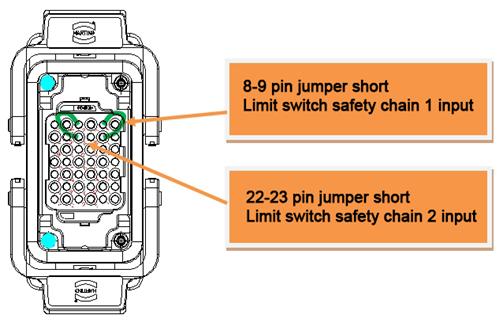 HARTING
8-9 pin jumper short
Limit switch safety chain 1 input
22-23 pin jumper short
Limit switch safety chain 2 input
HARTING